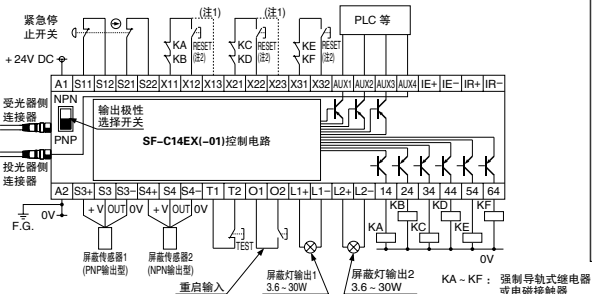 紧急停
止开关
(注1)
(注1)
PLC 等
KA
KB
RESET
(注2)
KC
KD
RESET
(注2)
KE
KF
RESET
(注2)
+24V DC
A1 S11 S12 S21 S22 X11 X12 X13 X21 X22 X23 X31 X32 AUX1 AUX2 AUX3 AUX4 IE+ IE- IR+ IR-
受光器侧
连接器
NPN
PNP
输出极性
选择开关
SF-C14EX(-01)控制电路
投光器侧
连接器
A2 S3+ S3 S3- S4+ S4 S4- T1 T2 O1 O2 L1+ L1- L2+ L2- 14 24 34 44 54 64
0V
F.G.
+V OUT 0V
+V OUT 0V
TEST
KA
KB
KC
KD
KE
KF
0V
屏蔽传感器1
(PNP输出型)
屏蔽传感器2
(NPN输出型)
重启输入
屏蔽灯输出1
3.6~30W
屏蔽灯输出2
3.6~30W
KA~KF：强制导轨式继电器
或电磁接触器